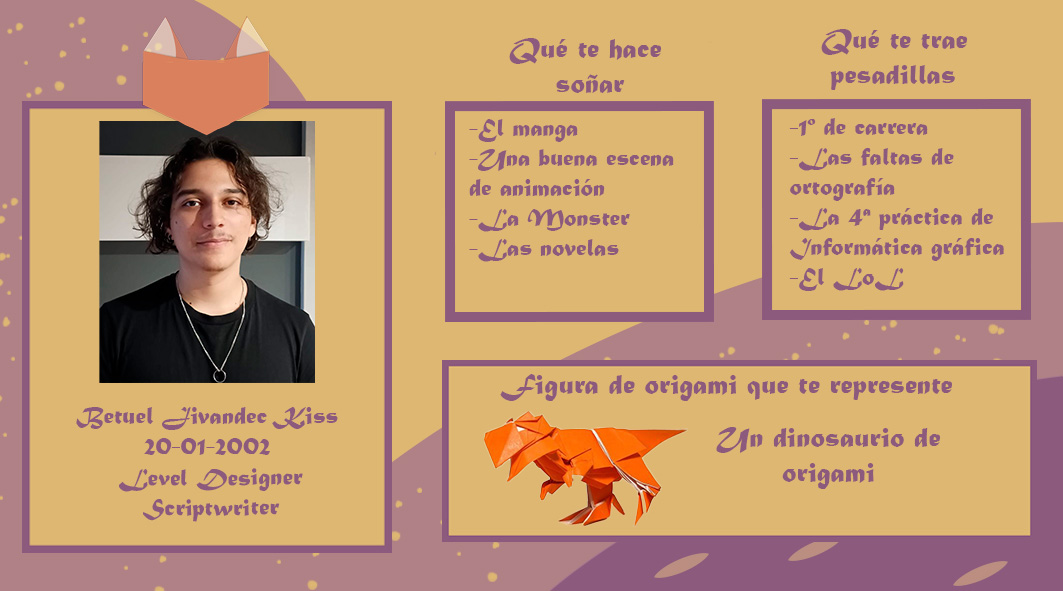 Betuel Jivandec Kiss
20-01-2002
Level Designer
Scriptwriter
Qué te hace
soñar
-El manga
-Una buena escena
de animación
-La Monster
-Las novelas
Qué te trae
pesadillas
-1º de carrera
-Las faltas de
ortografía
-La 4ª práctica de
Informática gráfica
-El LoL
Figura de origami que te represente
Un dinosaurio de
origami